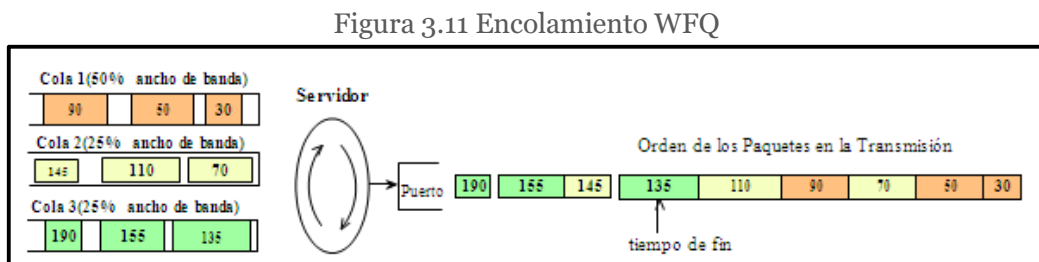 Figura 3.11 Encolamiento WFQ
Cola 1(50% ancho de banda)
90 50 30
Cola 2(25% ancho de banda)
145 110 70
Cola 3(25% ancho de banda)
190 155 135
Servidor
Puerto
Orden de los Paquetes en la Transmisión
190 155 145 135 110 90 70 50 30
tiempo de fin